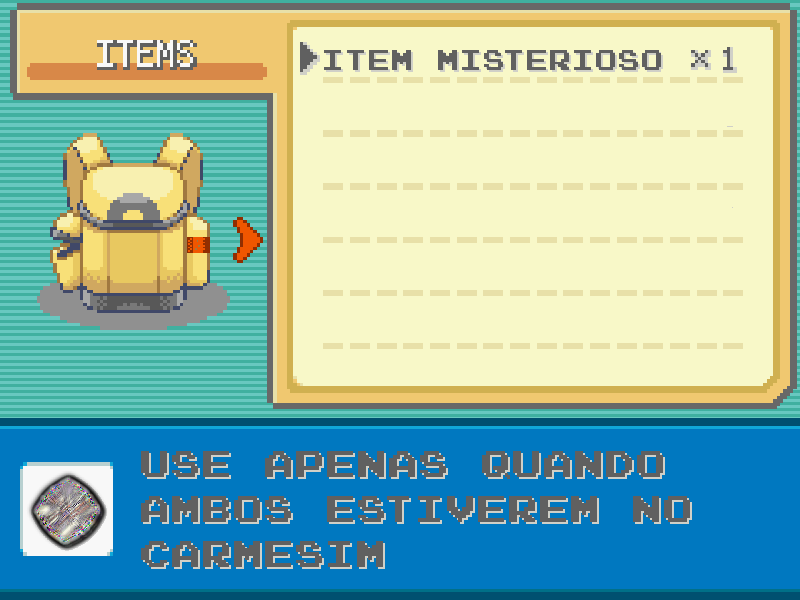 ITEMS
ITEM MISTERIOSO ×1
USE APENAS QUANDO
AMBOS ESTIVEREM NO
CARMESIM